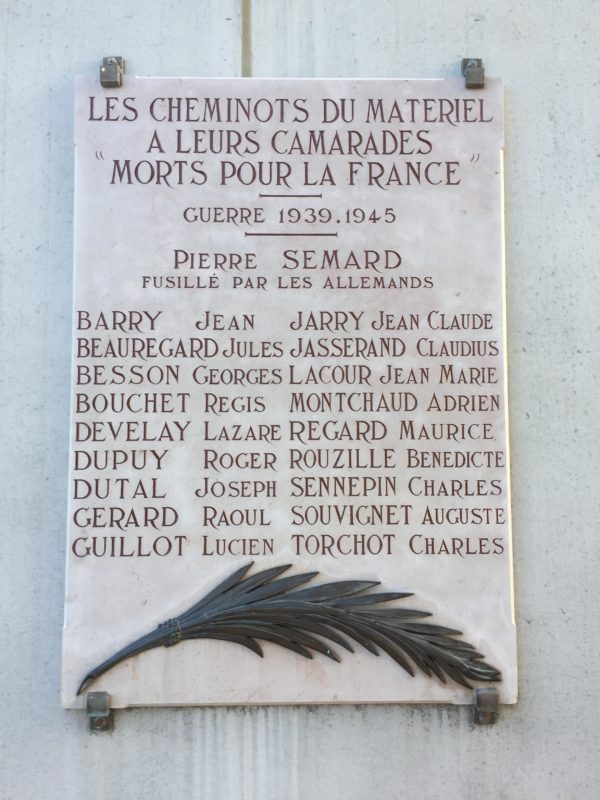 LES CHEMINOTS DU MATERIEL
A LEURS CAMARADES
"MORTS POUR LA FRANCE"
GUERRE 1939.1945
PIERRE SEMARD
FUSILLÉ PAR LES ALLEMANDS
BARRY JEAN JARRY JEAN CLAUDE
BEAUREGARD JULES JASSERAND CLAUDIUS
BESSON GEORGES LACOUR JEAN MARIE
BOUCHET REGIS MONTCHAUD ADRIEN
DEVELAY LAZARE REGARD MAURICE
DUPUY ROGER ROUZILLE BENEDICTE
DUTAL JOSEPH SENNEPIN CHARLES
GERARD RAOUL SOUVIGNET AUGUSTE
GUILLOT LUCIEN TORCHOT CHARLES